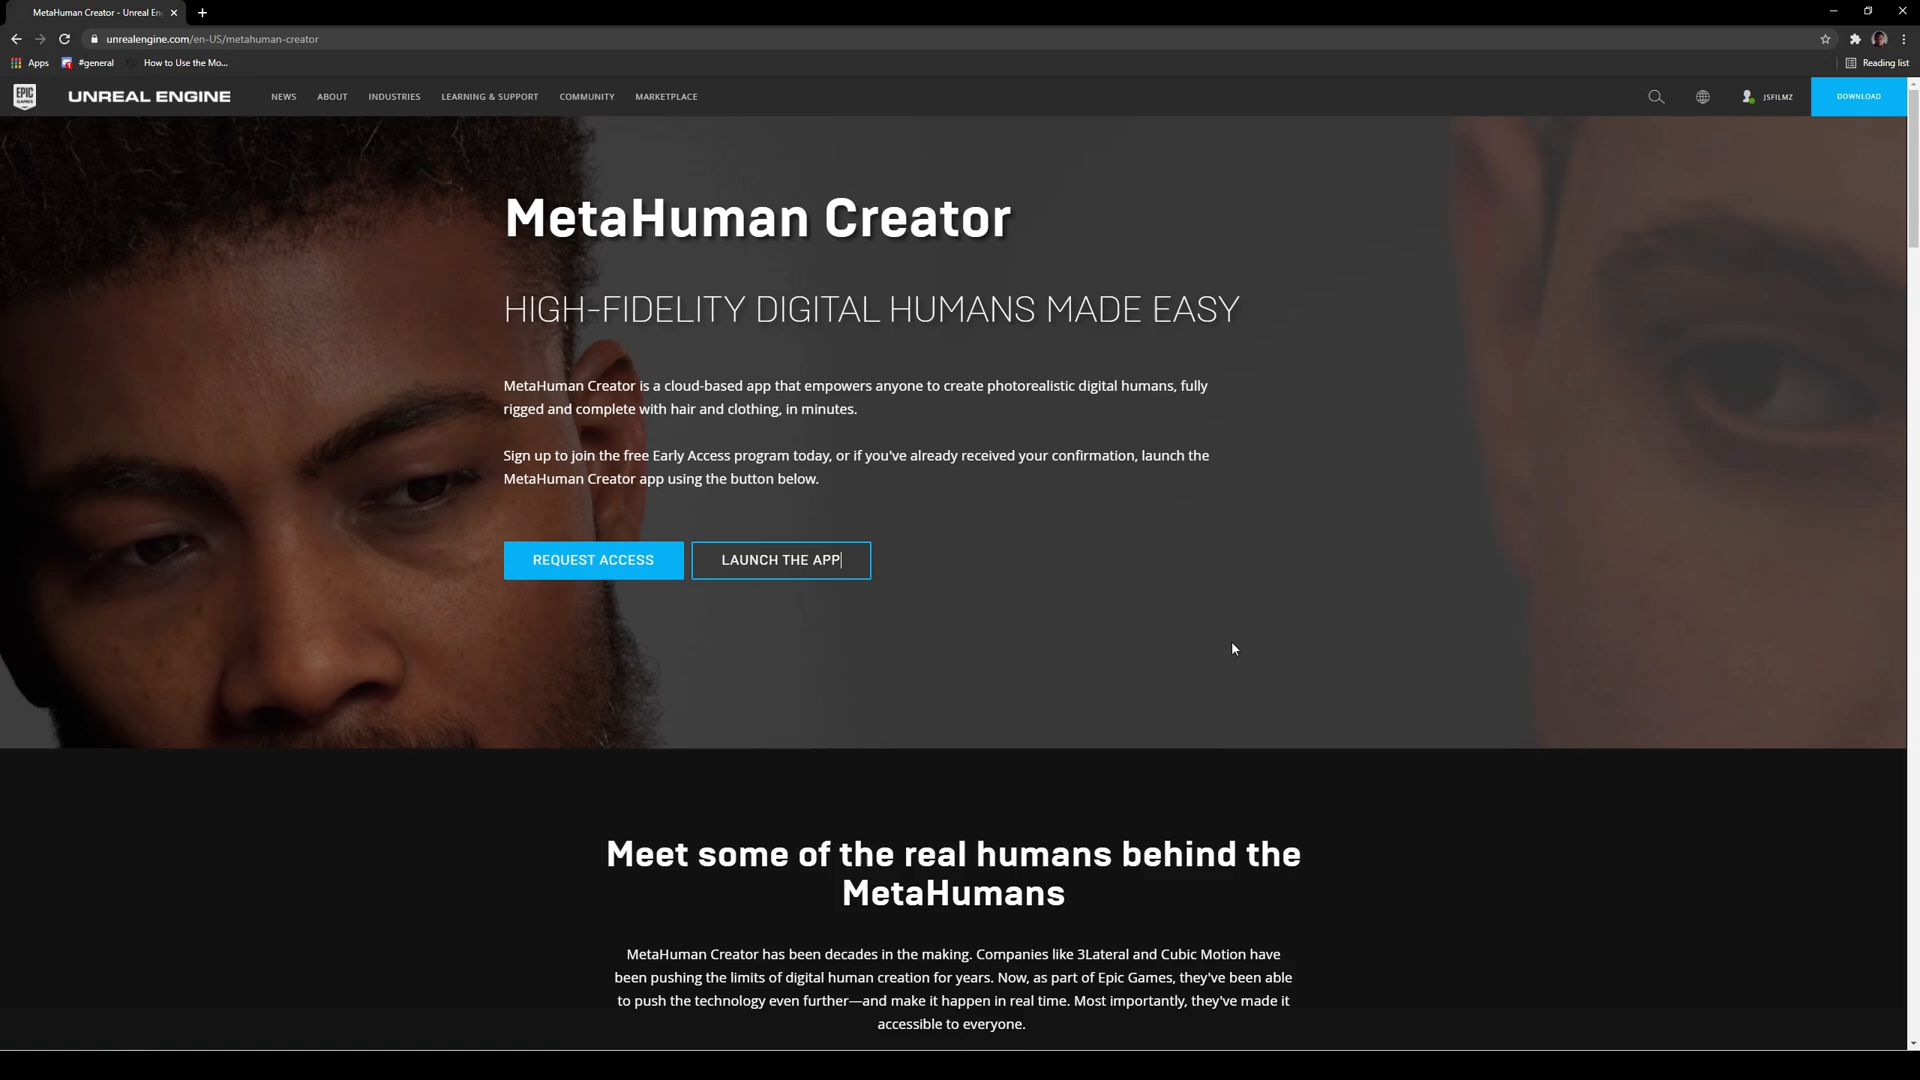 MetaHuman Creator - Unreal En
unrealengine.com/en-US/metahuman-creator
Apps #general How to Use the Mo... Reading list
EPIC GAMES UNREAL ENGINE NEWS ABOUT INDUSTRIES LEARNING & SUPPORT COMMUNITY MARKETPLACE JSFILMZ DOWNLOAD
MetaHuman Creator
HIGH-FIDELITY DIGITAL HUMANS MADE EASY
MetaHuman Creator is a cloud-based app that empowers anyone to create photorealistic digital humans, fully
rigged and complete with hair and clothing, in minutes.
Sign up to join the free Early Access program today, or if you've already received your confirmation, launch the
MetaHuman Creator app using the button below.
REQUEST ACCESS LAUNCH THE APP
Meet some of the real humans behind the
MetaHumans
MetaHuman Creator has been decades in the making. Companies like 3Lateral and Cubic Motion have
been pushing the limits of digital human creation for years. Now, as part of Epic Games, they've been able
to push the technology even further—and make it happen in real time. Most importantly, they've made it
accessible to everyone.